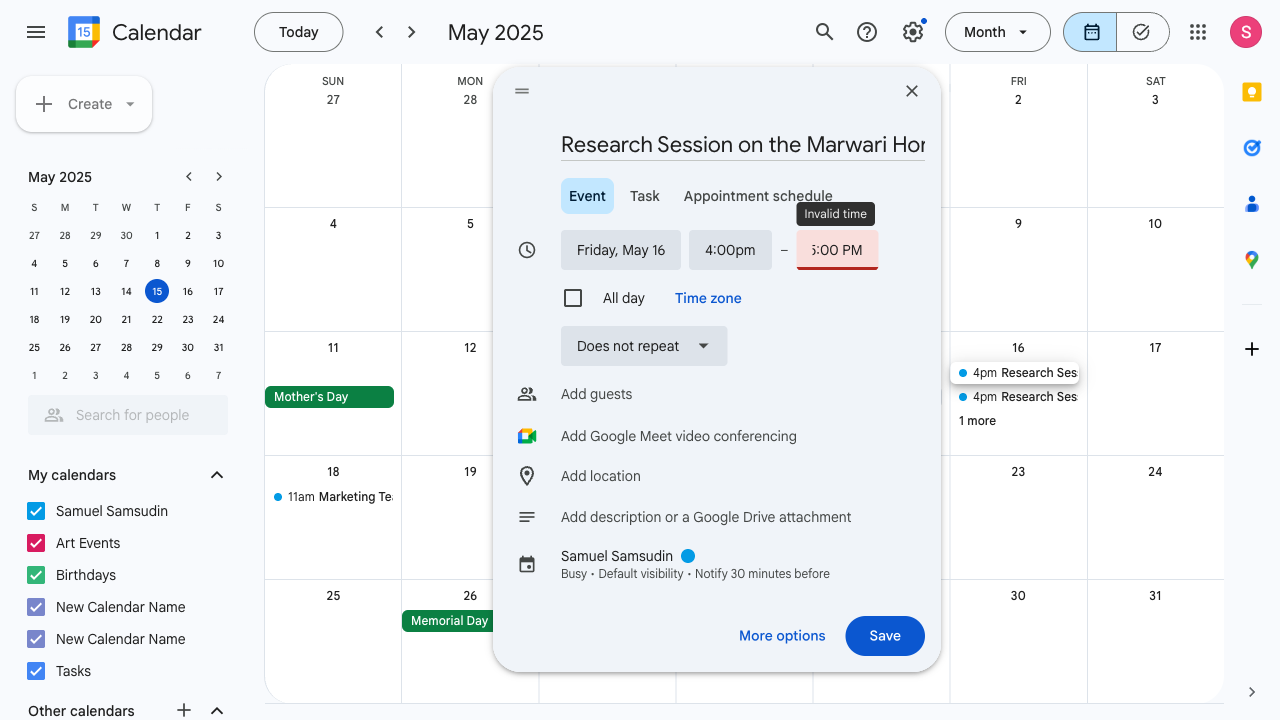 15
Calendar
Today
May 2025
Month
S
Create
May 2025
S M T W T F S
27 28 29 30 1 2 3
4 5 6 7 8 9 10
11 12 13 14 15 16 17
18 19 20 21 22 23 24
25 26 27 28 29 30 31
1 2 3 4 5 6 7
Search for people
My calendars
Samuel Samsudin
Art Events
Birthdays
New Calendar Name
New Calendar Name
Tasks
Other calendars
SUN MON FRI SAT
27 28 2 3
4 5 9 10
11 12 16 17
Mother's Day
4pm Research Ses
4pm Research Ses
1 more
18 19 23 24
11am Marketing Te
25 26 30 31
Memorial Day
Research Session on the Marwari Hor
Event Task Appointment schedule
Invalid time
Friday, May 16 4:00pm – 5:00 PM
All day Time zone
Does not repeat
Add guests
Add Google Meet video conferencing
Add location
Add description or a Google Drive attachment
Samuel Samsudin
Busy • Default visibility • Notify 30 minutes before
More options Save